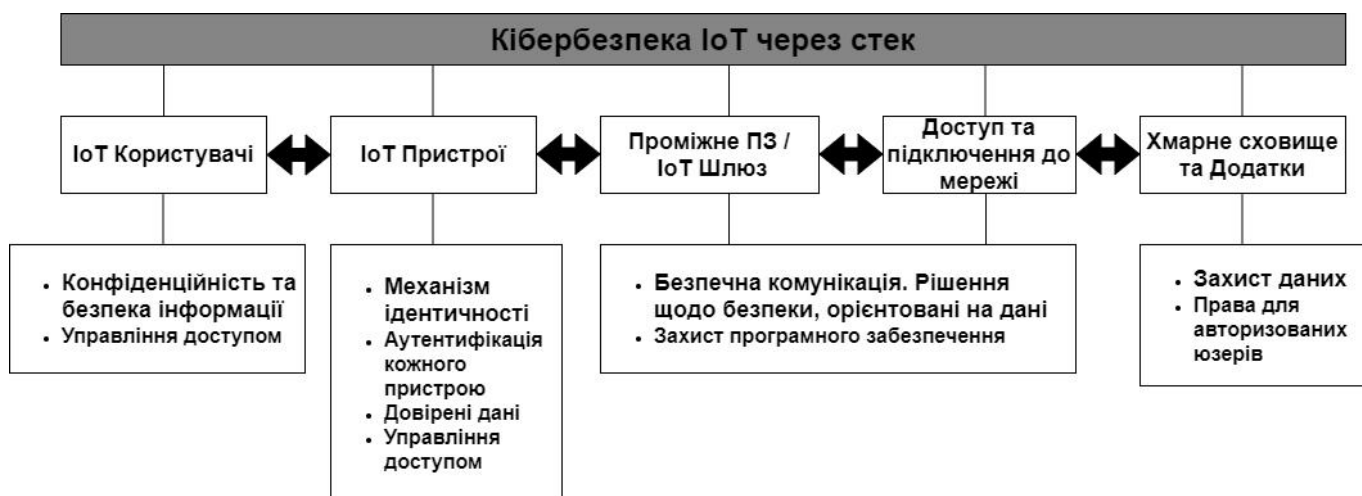 Кібербезпека IoT через стек
IoT Користувачі
IoT Пристрої
Проміжне ПЗ /
IoT Шлюз
Доступ та
підключення до
мережі
Хмарне сховище
та Додатки
• Конфіденційність та
безпека інформації
• Управління доступом
• Механізм
ідентичності
• Аутентифікація
кожного
пристрою
• Довірені дані
• Управління
доступом
• Безпечна комунікація. Рішення
щодо безпеки, орієнтовані на дані
• Захист програмного забезпечення
• Захист даних
• Права для
авторизованих
юзерів